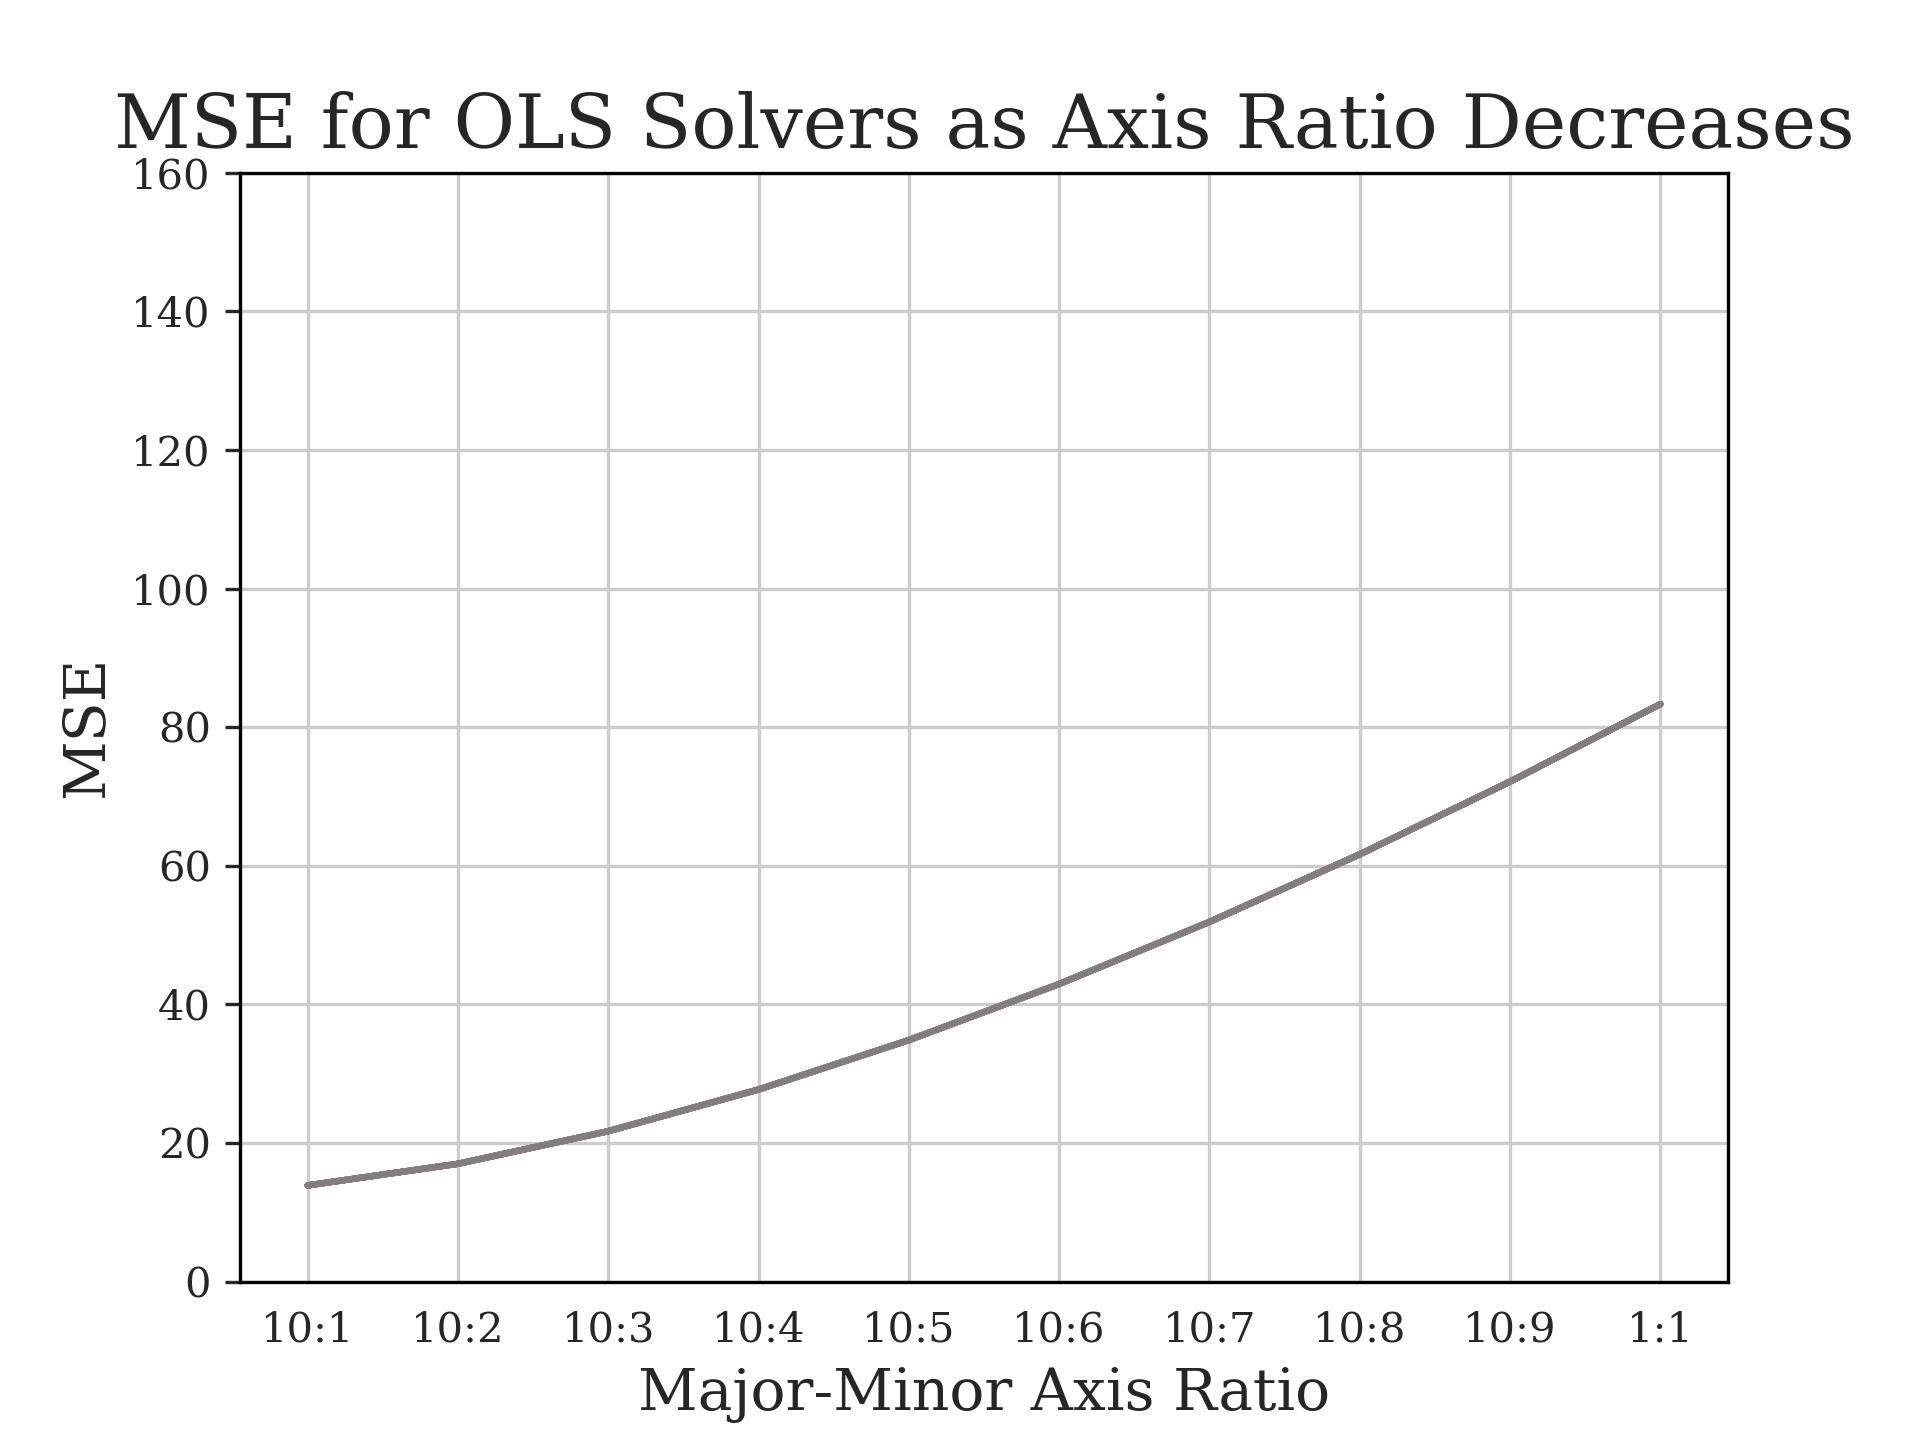 MSE for OLS Solvers as Axis Ratio Decreases
160
140
120
100
80
60
40
20
0
MSE
10:1 10:2 10:3 10:4 10:5 10:6 10:7 10:8 10:9 1:1
Major-Minor Axis Ratio